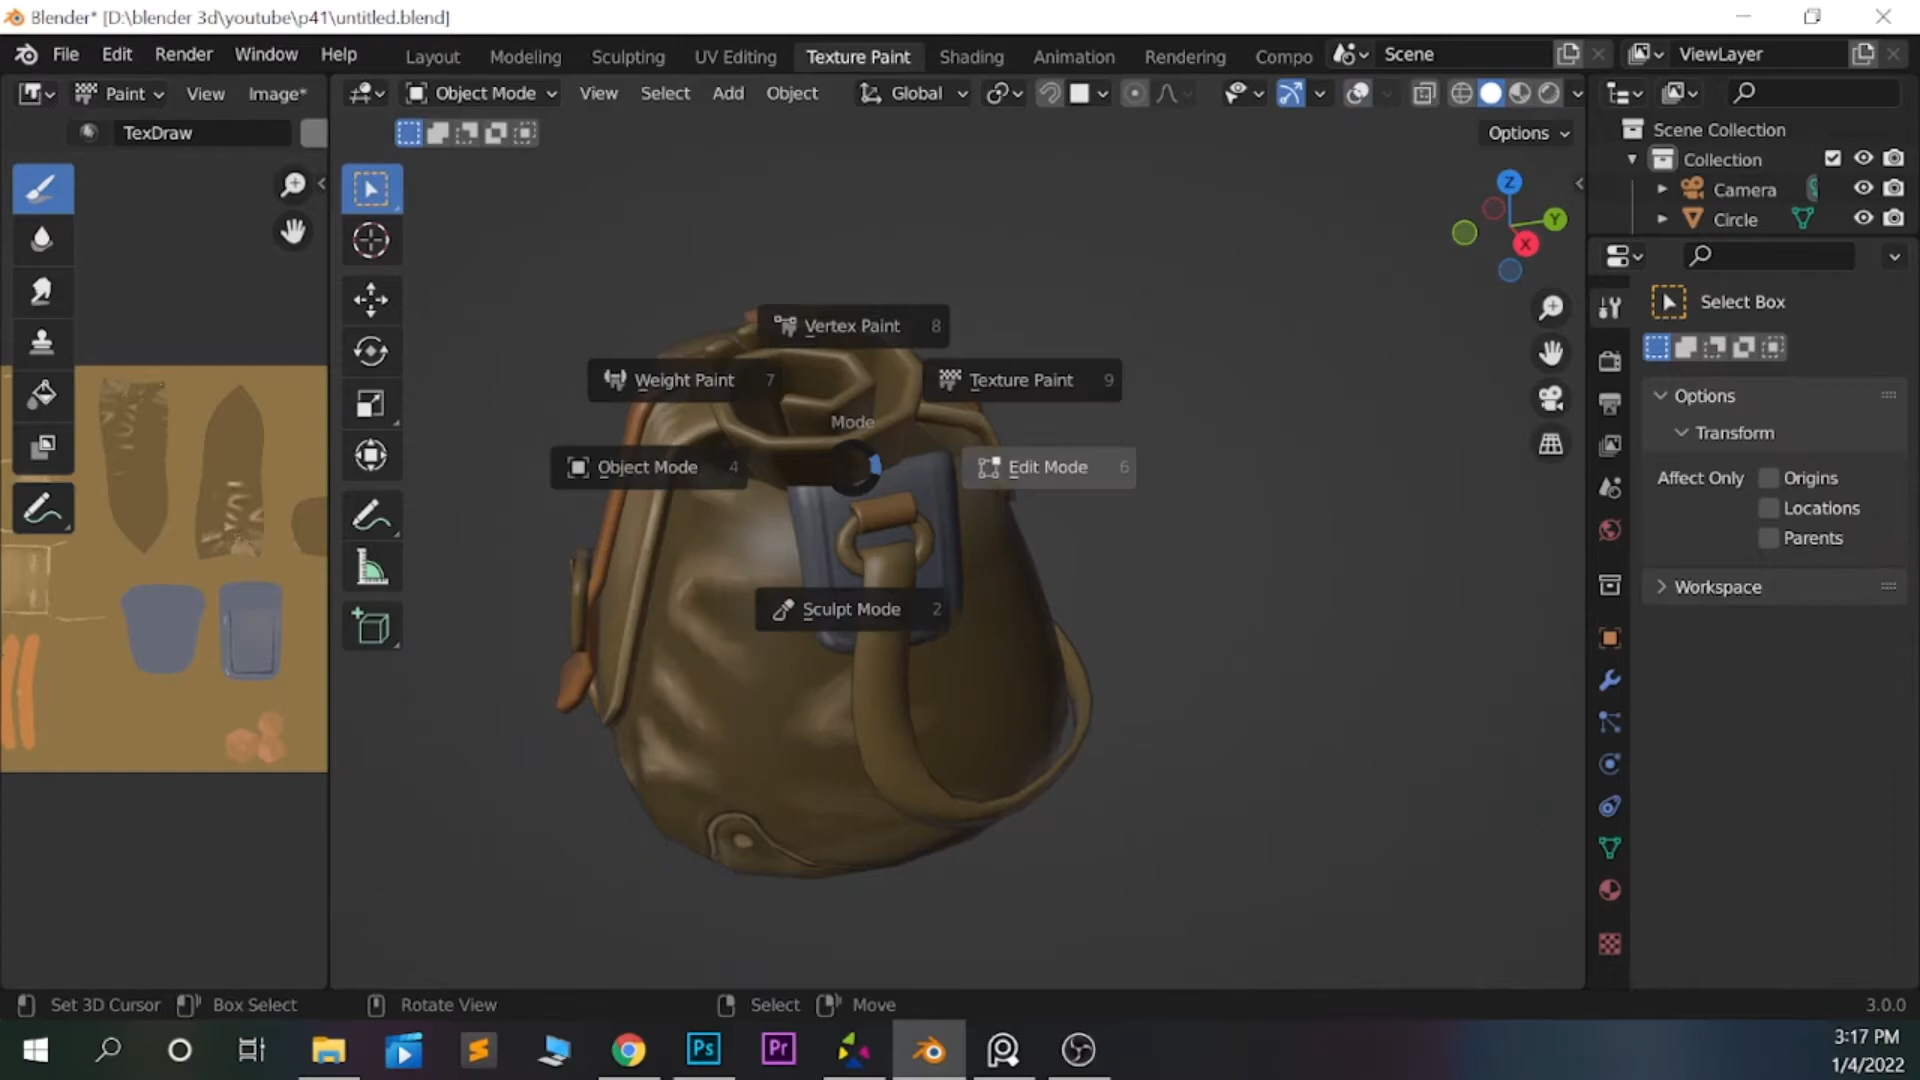 Blender* [D:\blender 3d\youtube\p41\untitled.blend]
File Edit Render Window Help Layout Modeling Sculpting UV Editing Texture Paint Shading Animation Rendering Compo Scene ViewLayer
Paint View Image* Object Mode View Select Add Object Global
TexDraw
Options
Scene Collection
Collection
Camera
Circle
Z
Y
X
Select Box
Vertex Paint 8
Weight Paint 7
Texture Paint 9
Mode
Object Mode 4
Edit Mode 6
Sculpt Mode 2
Options
Transform
Affect Only Origins
Locations
Parents
Workspace
Set 3D Cursor Box Select Rotate View Select Move 3.0.0
Ps Pr
3:17 PM
1/4/2022